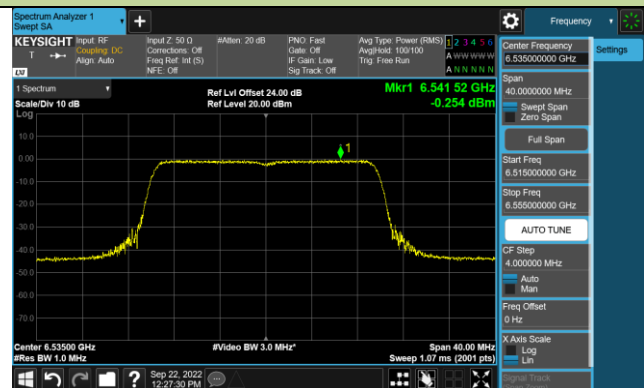 Spectrum Analyzer 1
Swept SA
+
Frequency
KEYSIGHT
T
LXI
Input: RF
Coupling: DC
Align: Auto
Input Z: 50 Ω
Corrections: Off
Freq Ref: Int (S)
NFE: Off
#Atten: 20 dB
PNO: Fast
Gate: Off
IF Gain: Low
Sig Track: Off
Avg Type: Power (RMS)
Avg|Hold: 100/100
Trig: Free Run
1 2 3 4 5 6
A W W W W W
A N N N N N
1 Spectrum
Scale/Div 10 dB
Log
Ref Lvl Offset 24.00 dB
Ref Level 20.00 dBm
Mkr1 6.541 52 GHz
-0.254 dBm
1
10.0
0.00
-10.0
-20.0
-30.0
-40.0
-50.0
-60.0
-70.0
Center 6.53500 GHz
#Res BW 1.0 MHz
#Video BW 3.0 MHz*
Span 40.00 MHz
Sweep 1.07 ms (2001 pts)
Sep 22, 2022
12:27:30 PM
Center Frequency
6.535000000 GHz
Settings
Span
40.0000000 MHz
Swept Span
Zero Span
Full Span
Start Freq
6.515000000 GHz
Stop Freq
6.555000000 GHz
AUTO TUNE
CF Step
4.000000 MHz
Auto
Man
Freq Offset
0 Hz
X Axis Scale
Log
Lin
Signal Track